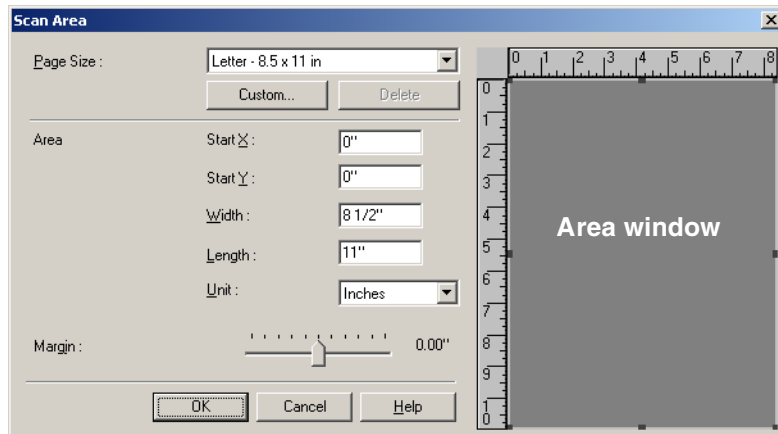 Scan Area
Page Size :
Letter - 8.5 x 11 in
Custom...
Delete
Area
Start X :
0"
Start Y :
0"
Width :
8 1/2"
Length :
11"
Unit :
Inches
Margin :
0.00"
OK
Cancel
Help
0 1 2 3 4 5 6 7 8
0
1
2
3
4
5
6
7
8
9
10
Area window